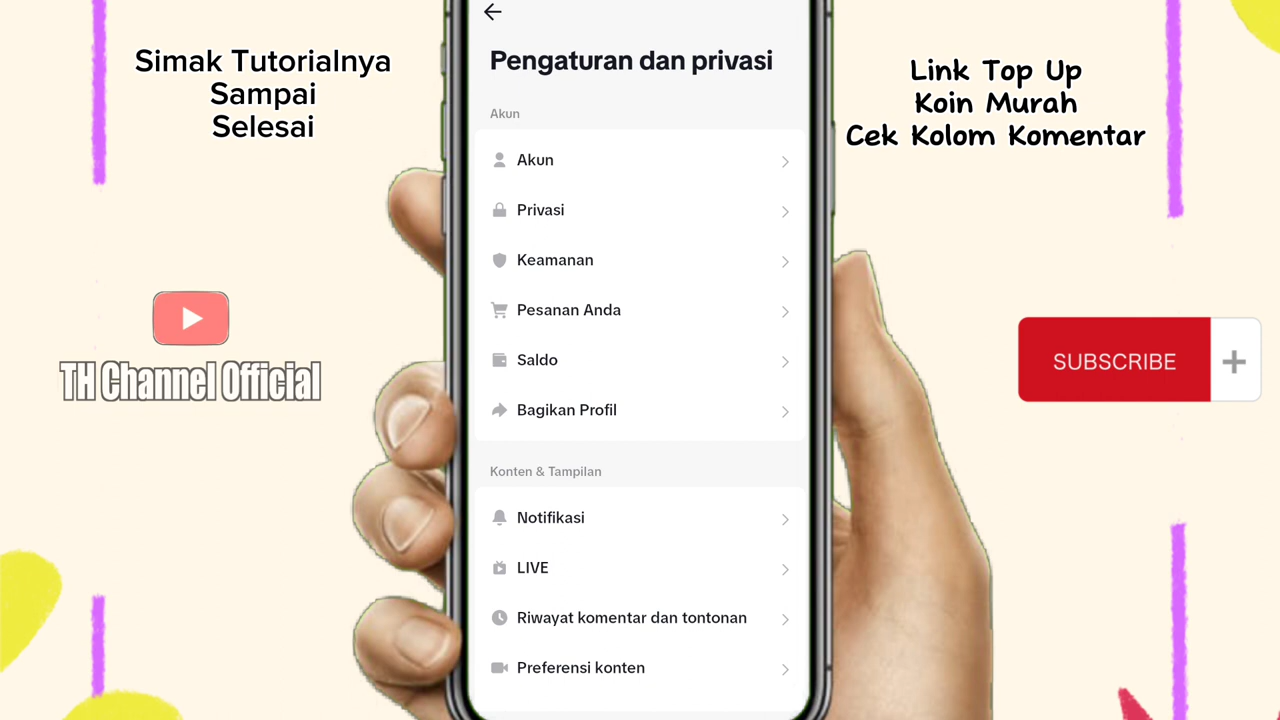 Simak Tutorialnya
Sampai
Selesai
TH Channel Official
Pengaturan dan privasi
Akun
Akun
Privasi
Keamanan
Pesanan Anda
Saldo
Bagikan Profil
Konten & Tampilan
Notifikasi
LIVE
Riwayat komentar dan tontonan
Preferensi konten
Link Top Up
Koin Murah
Cek Kolom Komentar
SUBSCRIBE